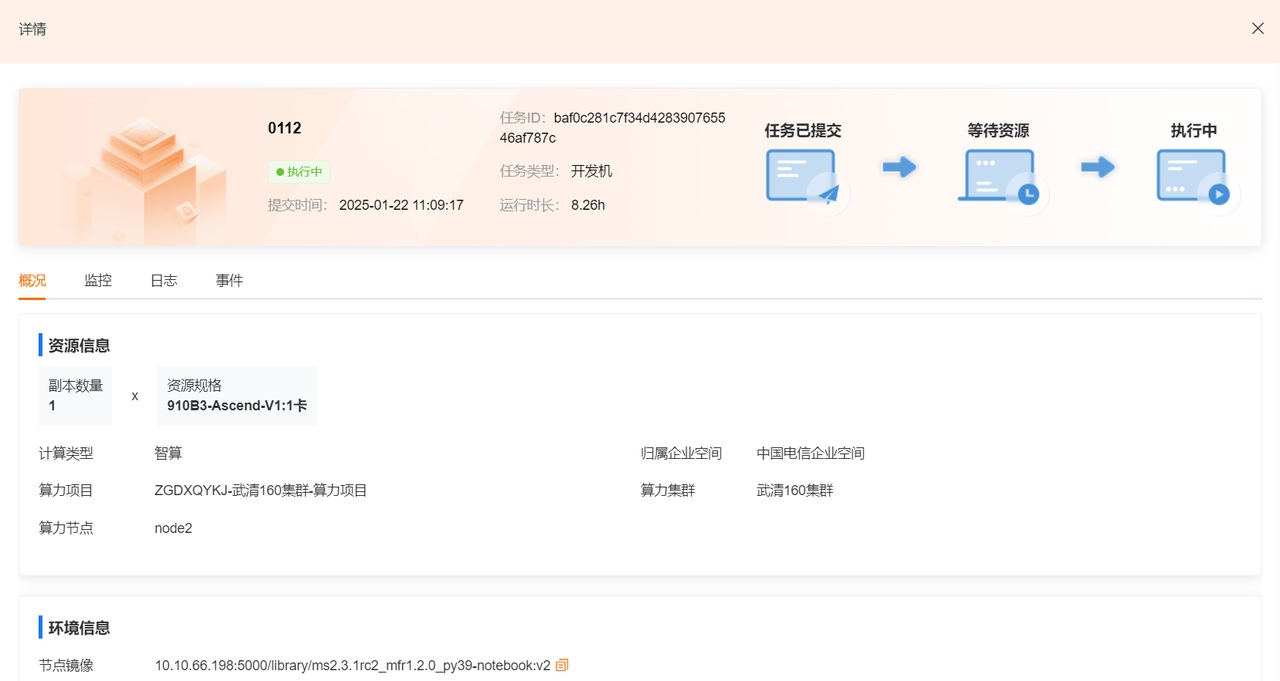 详情
0112
执行中
提交时间： 2025-01-22 11:09:17
任务ID： baf0c281c7f34d4283907655
46af787c
任务类型： 开发机
运行时长： 8.26h
任务已提交
等待资源
执行中
概况 监控 日志 事件
资源信息
副本数量
1
x
资源规格
910B3-Ascend-V1:1卡
计算类型 智算 归属企业空间 中国电信企业空间
算力项目 ZGDXQYKJ-武清160集群-算力项目 算力集群 武清160集群
算力节点 node2
环境信息
节点镜像 10.10.66.198:5000/library/ms2.3.1rc2_mfr1.2.0_py39-notebook:v2